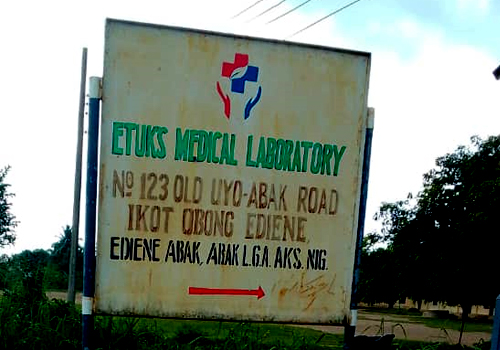 ETUKS MEDICAL LABORATORY
No 123 OLD UYO-ABAK ROAD
IKOT OBONG EDIENE,
EDIENE ABAK, ABAK L.G.A. AKS. NIG.